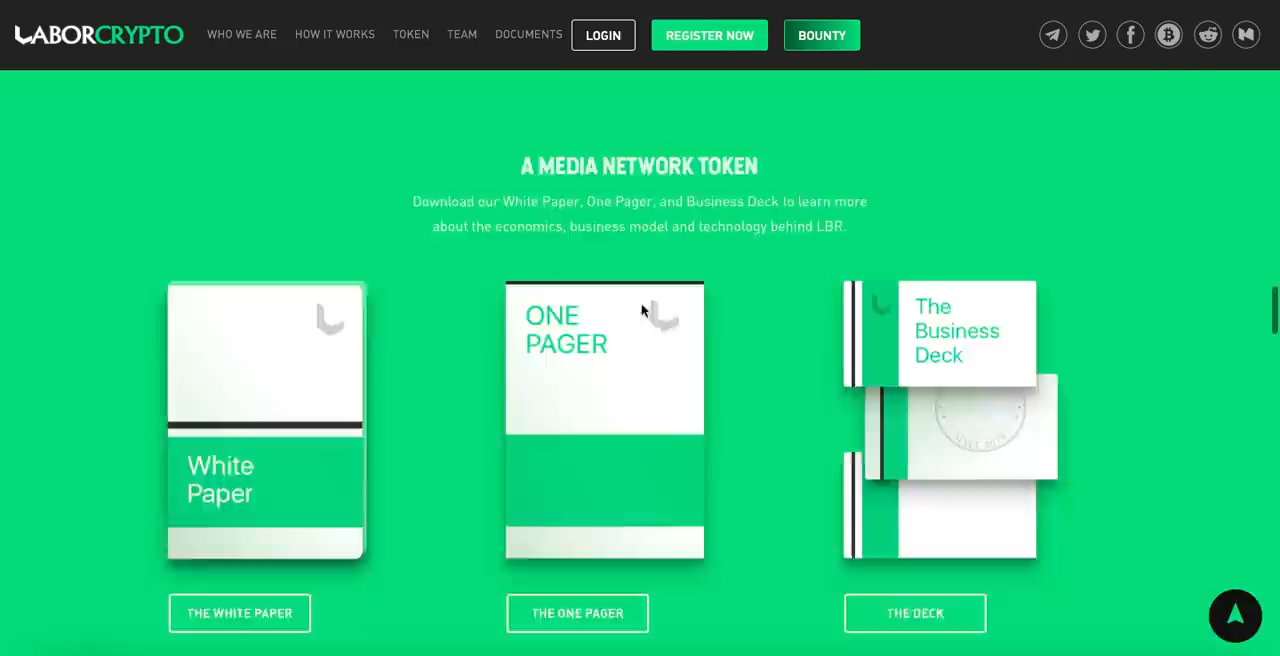 LABORCRYPTO
WHO WE ARE HOW IT WORKS TOKEN TEAM DOCUMENTS LOGIN REGISTER NOW BOUNTY
A MEDIA NETWORK TOKEN
Download our White Paper, One Pager, and Business Deck to learn more
about the economics, business model and technology behind LBR.
White
Paper
ONE
PAGER
The
Business
Deck
THE WHITE PAPER
THE ONE PAGER
THE DECK